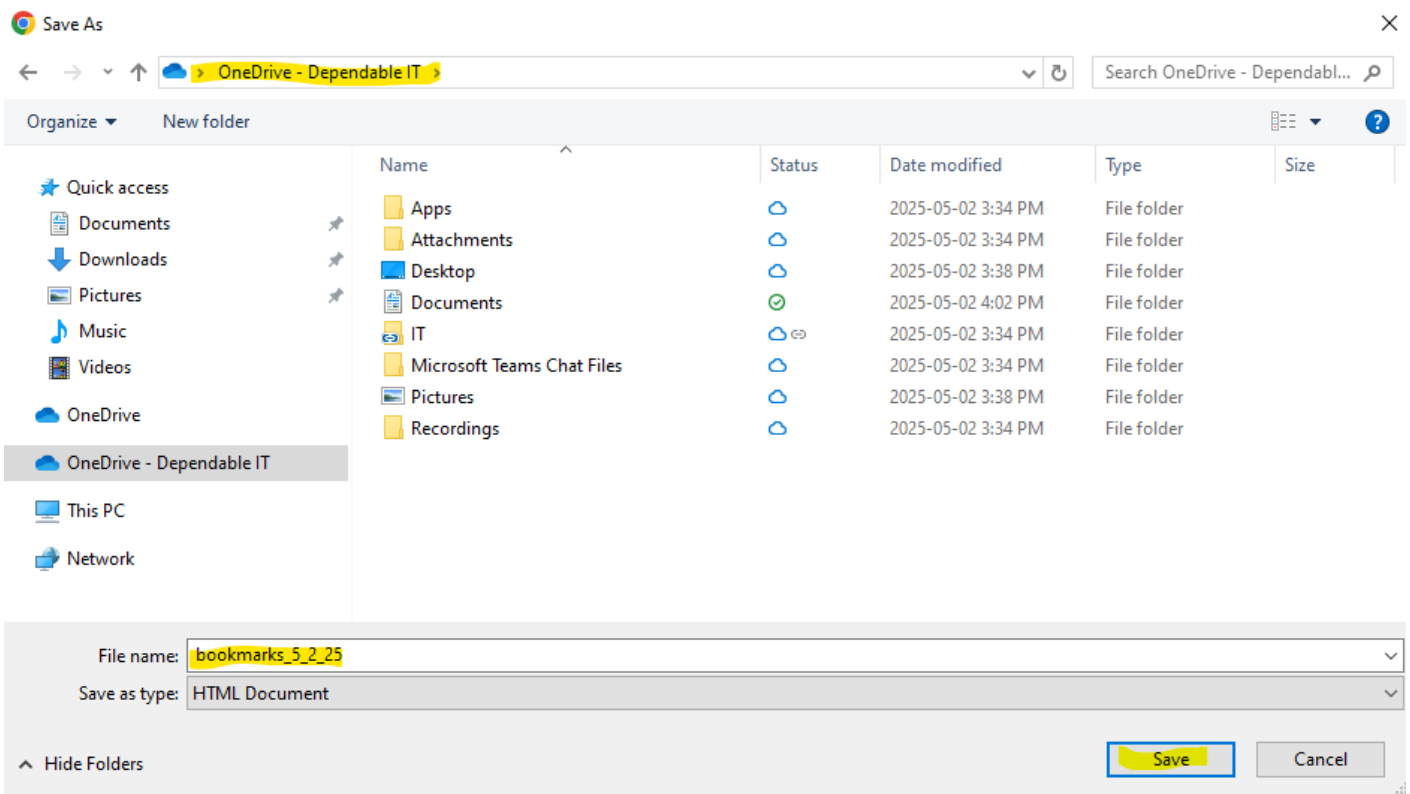 Save As
OneDrive - Dependable IT
Search OneDrive - Dependabl...
Organize New folder
?
Name Status Date modified Type Size
Quick access
Documents
Downloads
Pictures
Music
Videos
OneDrive
OneDrive - Dependable IT
This PC
Network
Apps 2025-05-02 3:34 PM File folder
Attachments 2025-05-02 3:34 PM File folder
Desktop 2025-05-02 3:38 PM File folder
Documents 2025-05-02 4:02 PM File folder
IT 2025-05-02 3:34 PM File folder
Microsoft Teams Chat Files 2025-05-02 3:34 PM File folder
Pictures 2025-05-02 3:38 PM File folder
Recordings 2025-05-02 3:34 PM File folder
File name: bookmarks_5_2_25
Save as type: HTML Document
Hide Folders Save Cancel